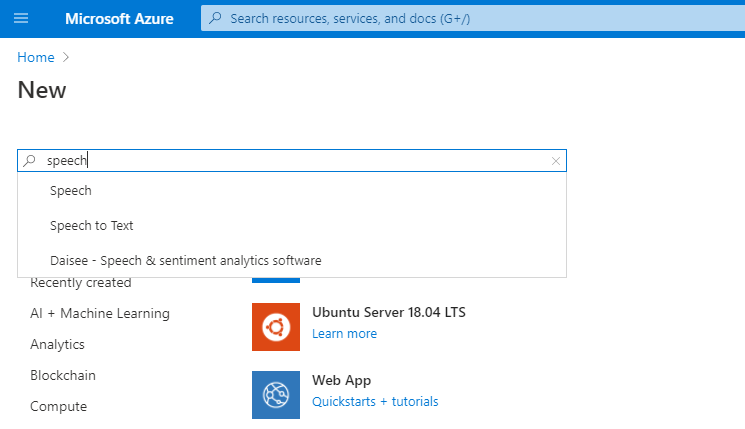 Microsoft Azure
Search resources, services, and docs (G+/)
Home
New
speech
Speech
Speech to Text
Daisee - Speech & sentiment analytics software
Recently created
AI + Machine Learning
Analytics
Blockchain
Compute
Ubuntu Server 18.04 LTS
Learn more
Web App
Quickstarts + tutorials